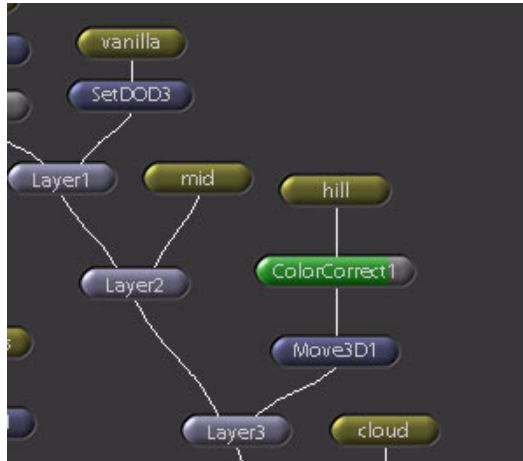 vanilla
SetDOD3
Layer1
mid
hill
Layer2
ColorCorrect1
Move3D1
Layer3
cloud